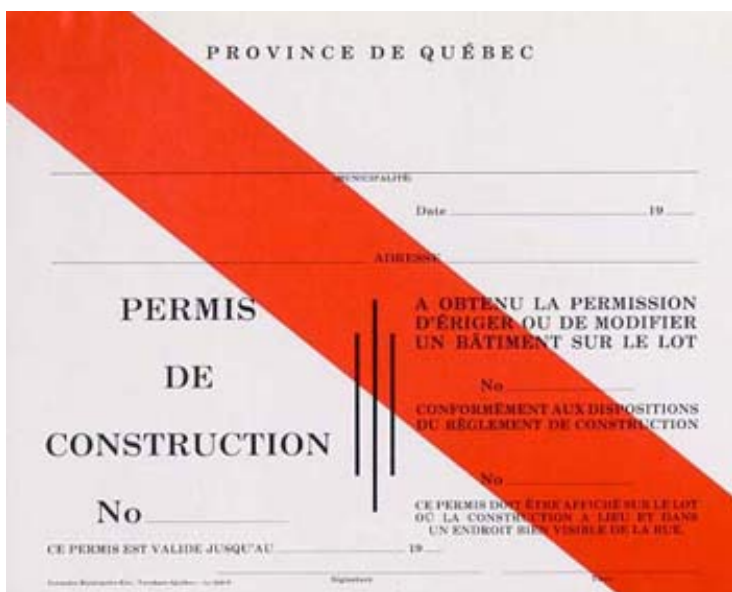 PROVINCE DE QUÉBEC
MUNICIPALITÉ
Date 19
ADRESSE
PERMIS
DE
CONSTRUCTION
No
CE PERMIS EST VALIDE JUSQU'AU 19
A OBTENU LA PERMISSION
D'ÉRIGER OU DE MODIFIER
UN BÂTIMENT SUR LE LOT
No
CONFORMÉMENT AUX DISPOSITIONS
DU RÈGLEMENT DE CONSTRUCTION
No
CE PERMIS DOIT ÊTRE AFFICHÉ SUR LE LOT
OÙ LA CONSTRUCTION A LIEU ET DANS
UN ENDROIT BIEN VISIBLE DE LA RUE.
Signature